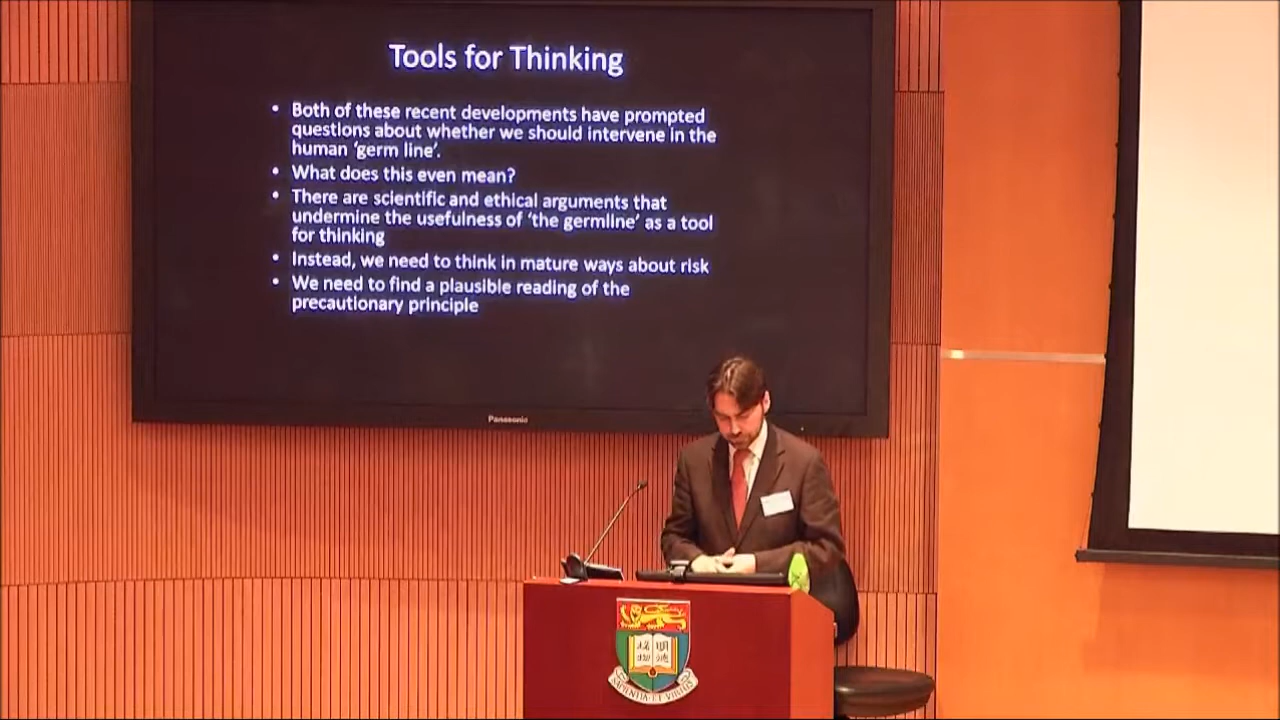 Tools for Thinking
• Both of these recent developments have prompted
questions about whether we should intervene in the
human 'germ line'.
• What does this even mean?
• There are scientific and ethical arguments that
undermine the usefulness of 'the germline' as a tool
for thinking
• Instead, we need to think in mature ways about risk
• We need to find a plausible reading of the
precautionary principle
Panasonic
SAPIENTIA ET VIRTUS